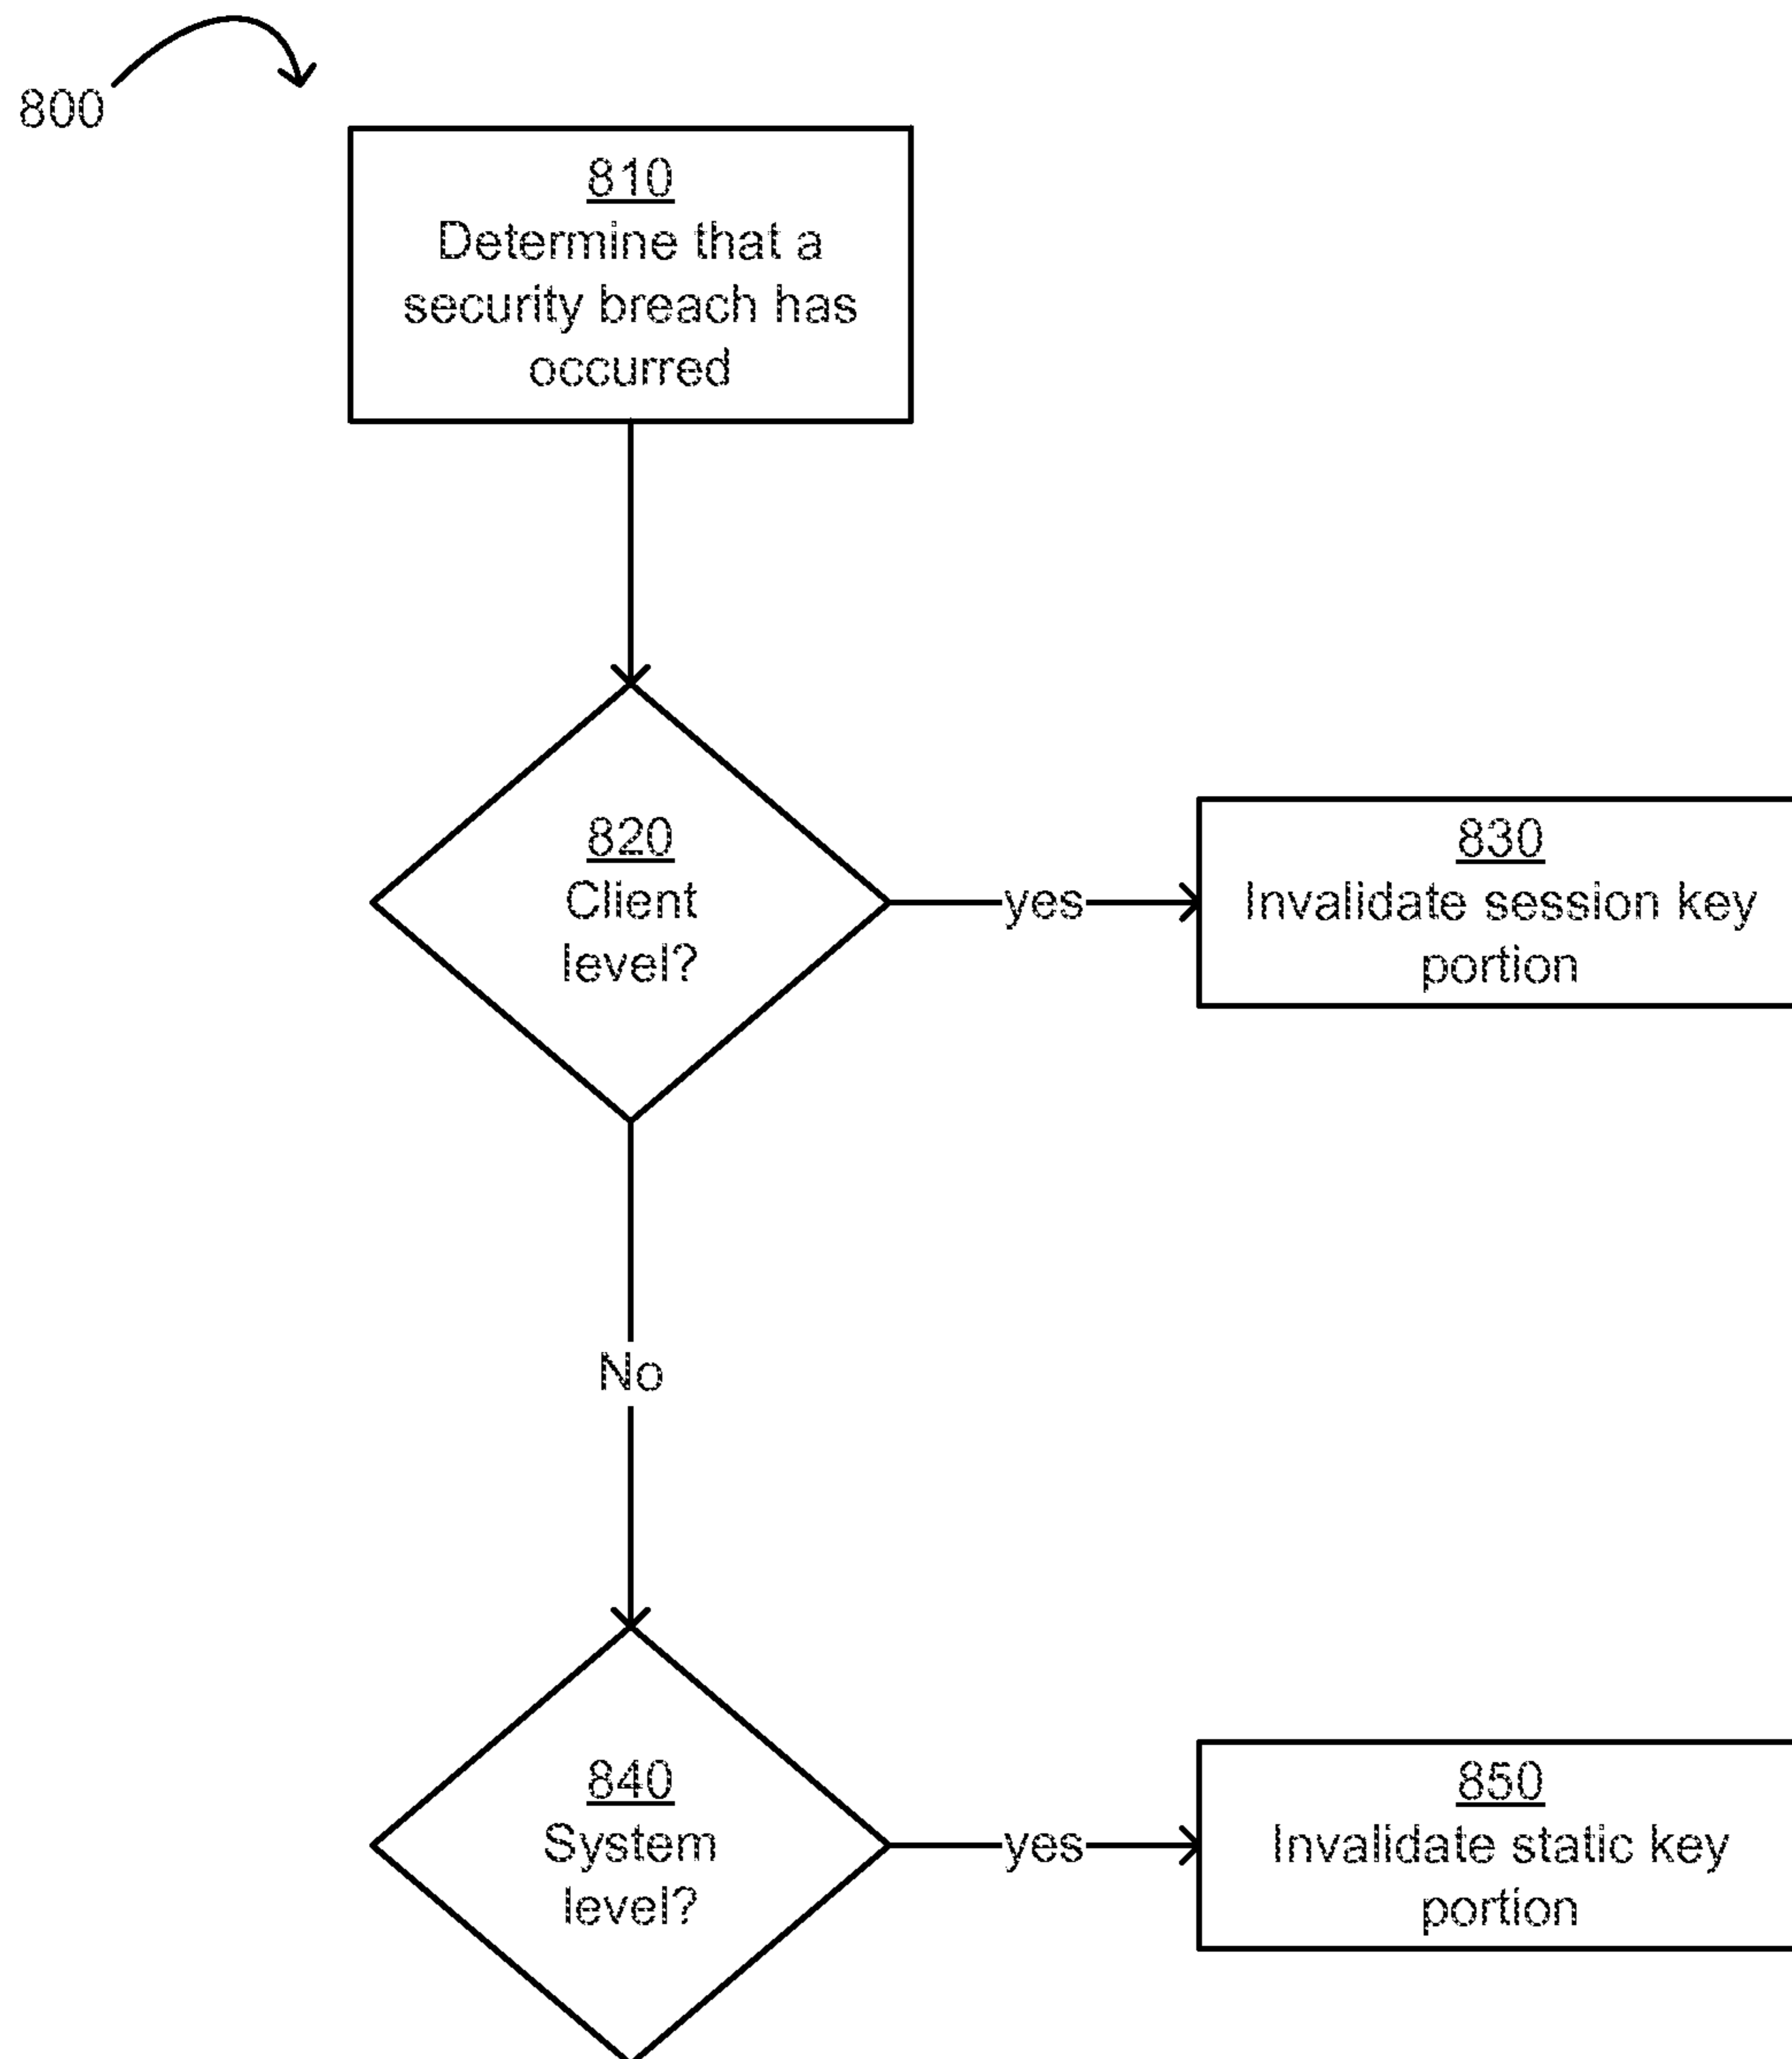 800
810
Determine that a
security breach has
occurred
820
Client
level?
yes
830
Invalidate session key
portion
No
840
System
level?
yes
850
Invalidate static key
portion